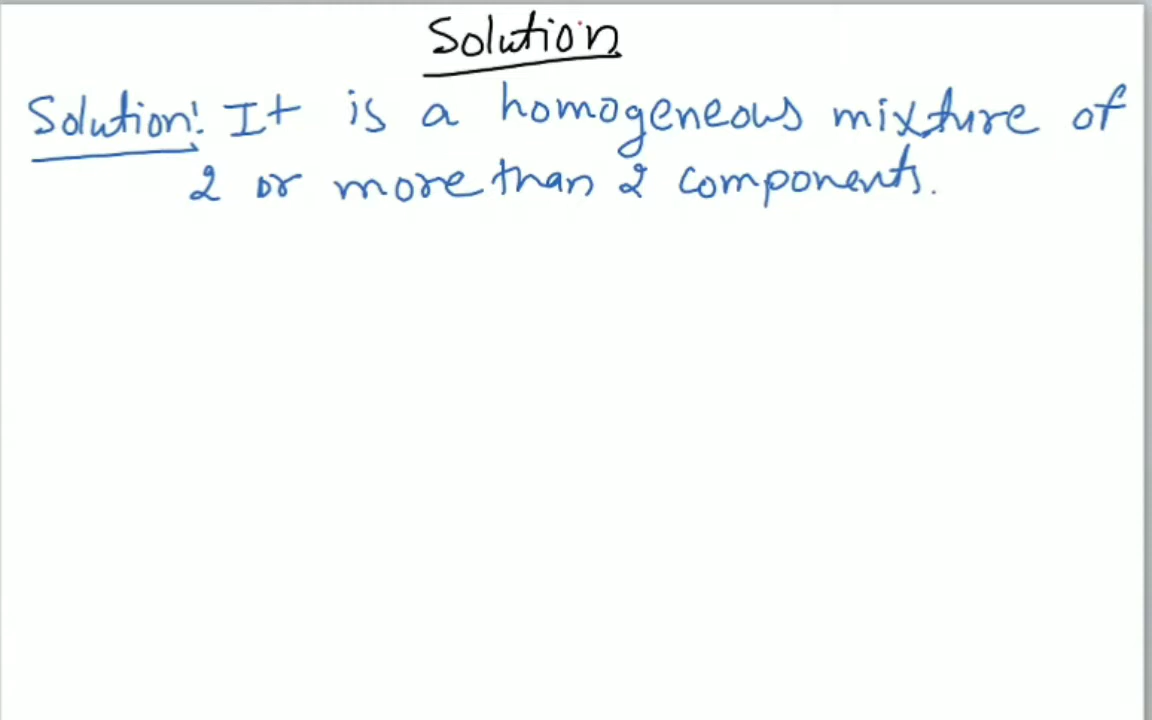 Solution
Solution: It is a homogeneous mixture of
2 or more than 2 components.